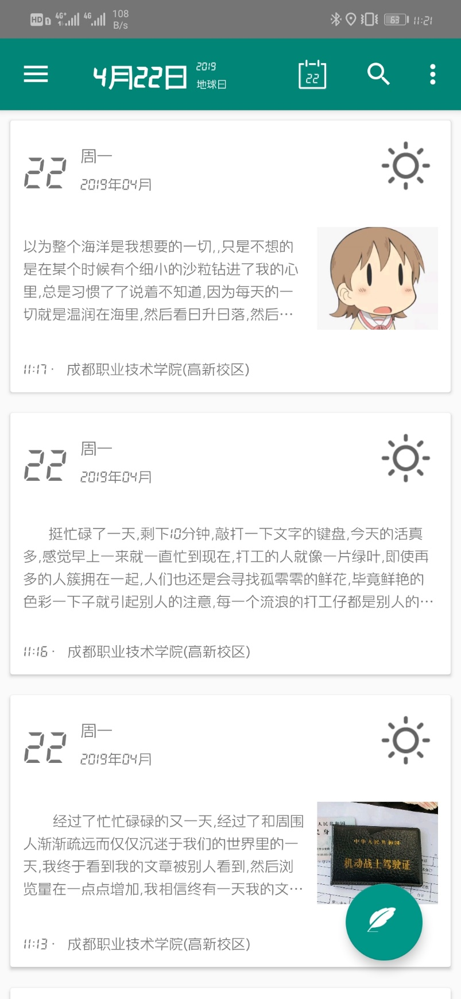 HD 1 4G+ 4G 108 B/s 63 11:21
4月22日
2019
地球日
22
22
周一
2019年04月
以为整个海洋是我想要的一切,,只是不想的
是在某个时候有个细小的沙粒钻进了我的心
里,总是习惯了了说着不知道,因为每天的一
切就是温润在海里,然后看日升日落,然后…
11:17 · 成都职业技术学院(高新校区)
22
周一
2019年04月
挺忙碌了一天,剩下10分钟,敲打一下文字的键盘,今天的活真
多,感觉早上一来就一直忙到现在,打工的人就像一片绿叶,即使再
多的人簇拥在一起,人们也还是会寻找孤零零的鲜花,毕竟鲜艳的
色彩一下子就引起别人的注意,每一个流浪的打工仔都是别人的…
11:16 · 成都职业技术学院(高新校区)
22
周一
2019年04月
经过了忙忙碌碌的又一天,经过了和周围
人渐渐疏远而仅仅沉迷于我们的世界里的一
天,我终于看到我的文章被别人看到,然后浏
览量在一点点增加,我相信终有一天我的文…
人民共和国
中华人民共和国
机动战士驾驶证
合计
11:13 · 成都职业技术学院(高新校区)